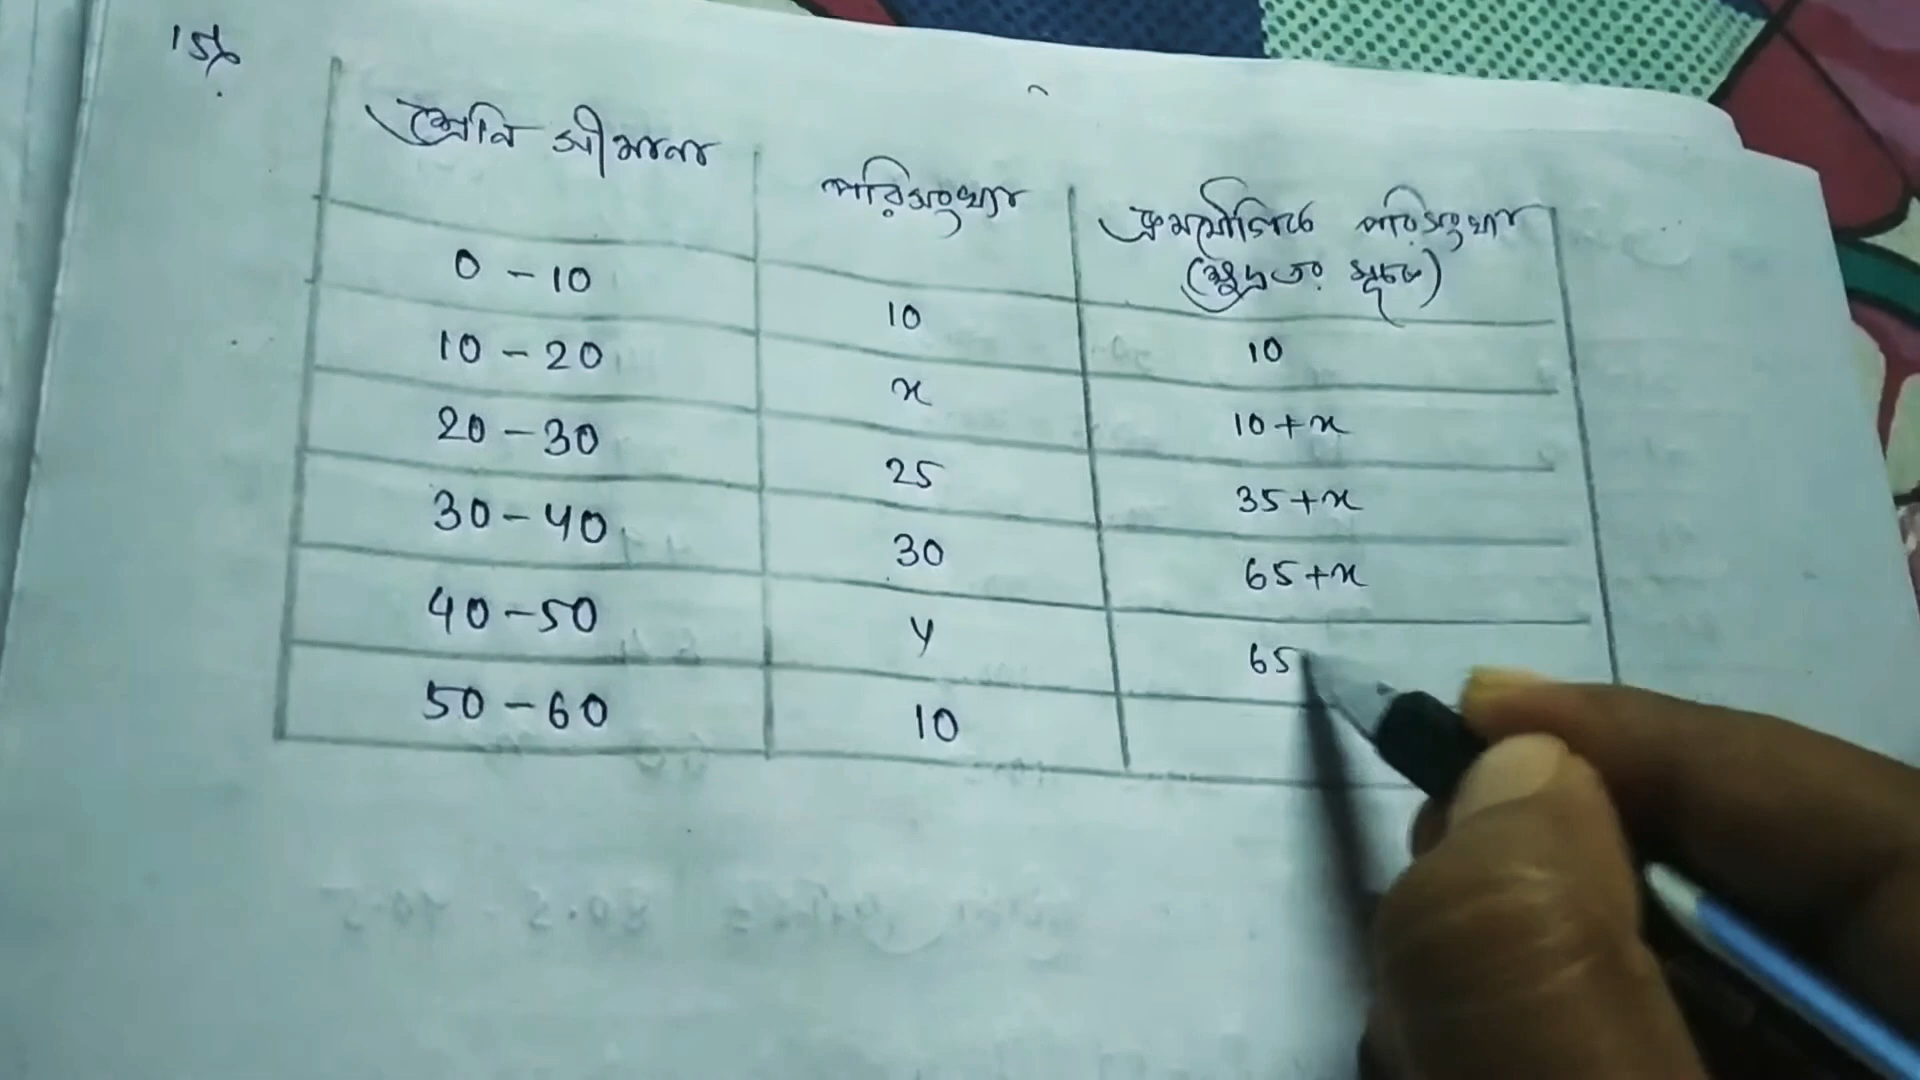 15%.
শ্রেণি সীমানা পরিসংখ্যা ক্রমযৌগিক পরিসংখ্যা
(ক্ষুদ্রতর সূচক)
0 - 10 10 10
10 - 20 x 10+x
20 - 30 25 35+x
30 - 40 30 65+x
40 - 50 y 65
50 - 60 10